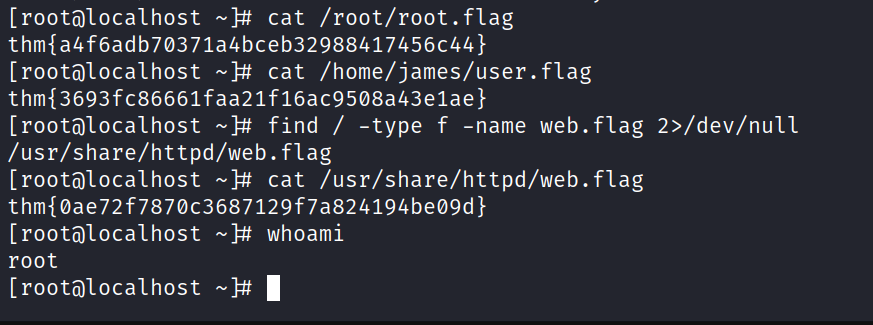 [root@localhost ~]# cat /root/root.flag
thm{a4f6adb70371a4bceb32988417456c44}
[root@localhost ~]# cat /home/james/user.flag
thm{3693fc86661faa21f16ac9508a43e1ae}
[root@localhost ~]# find / -type f -name web.flag 2>/dev/null
/usr/share/httpd/web.flag
[root@localhost ~]# cat /usr/share/httpd/web.flag
thm{0ae72f7870c3687129f7a824194be09d}
[root@localhost ~]# whoami
root
[root@localhost ~]#